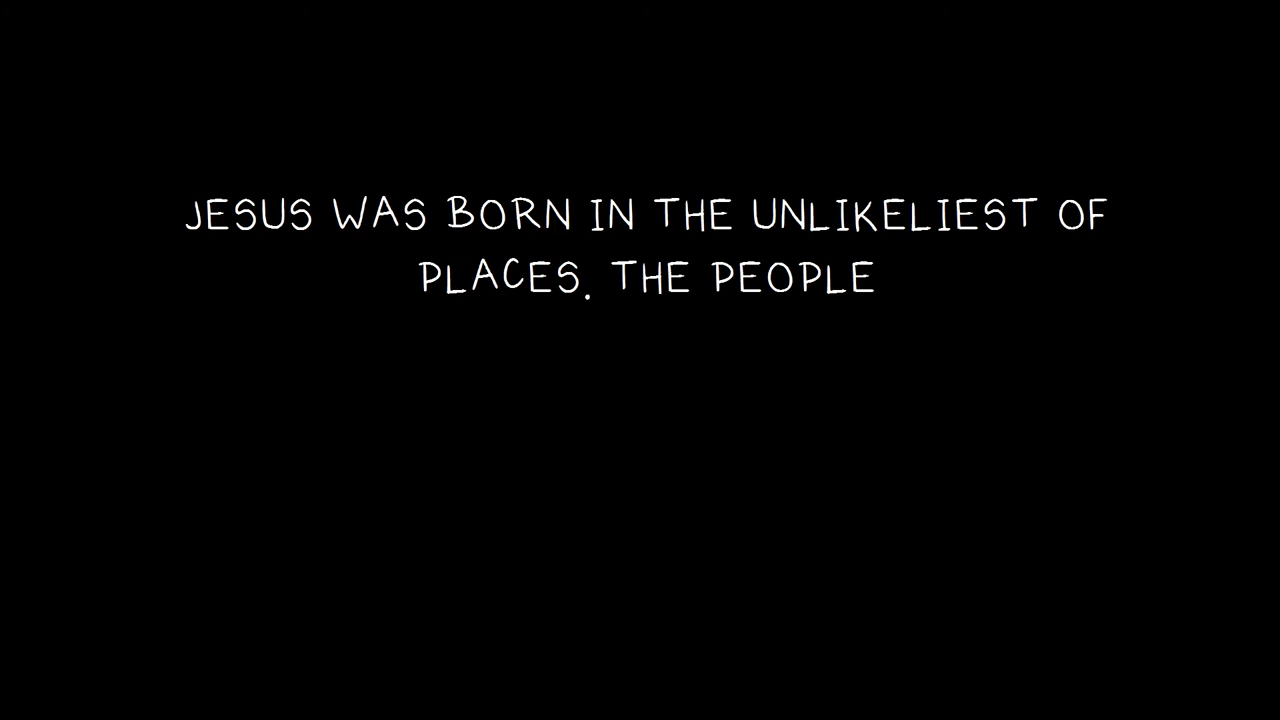 JESUS WAS BORN IN THE UNLIKELIEST OF
PLACES. THE PEOPLE